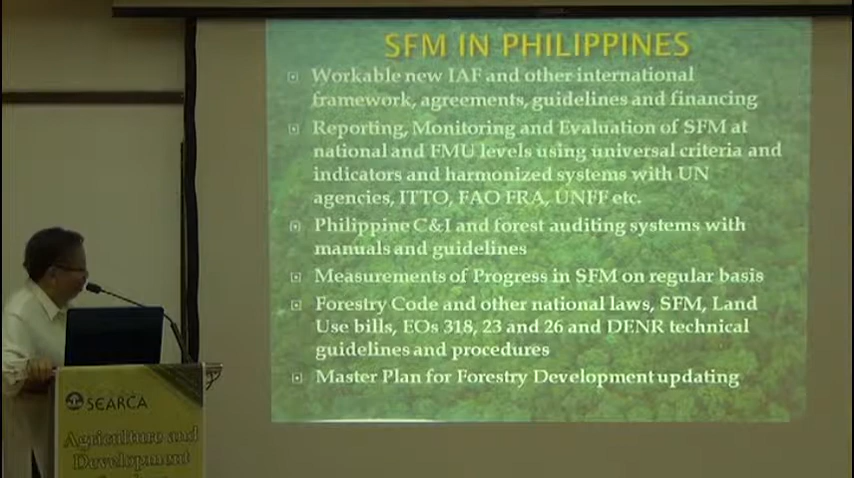 SFM IN PHILIPPINES
Workable new IAF and other international
framework, agreements, guidelines and financing
Reporting, Monitoring and Evaluation of SFM at
national and FMU levels using universal criteria and
indicators and harmonized systems with UN
agencies, ITTO, FAO FRA, UNFF etc.
Philippine C&I and forest auditing systems with
manuals and guidelines
Measurements of Progress in SFM on regular basis
Forestry Code and other national laws, SFM, Land
Use bills, EOs 318, 23 and 26 and DENR technical
guidelines and procedures
Master Plan for Forestry Development updating
SEARCA
Agriculture and
Development